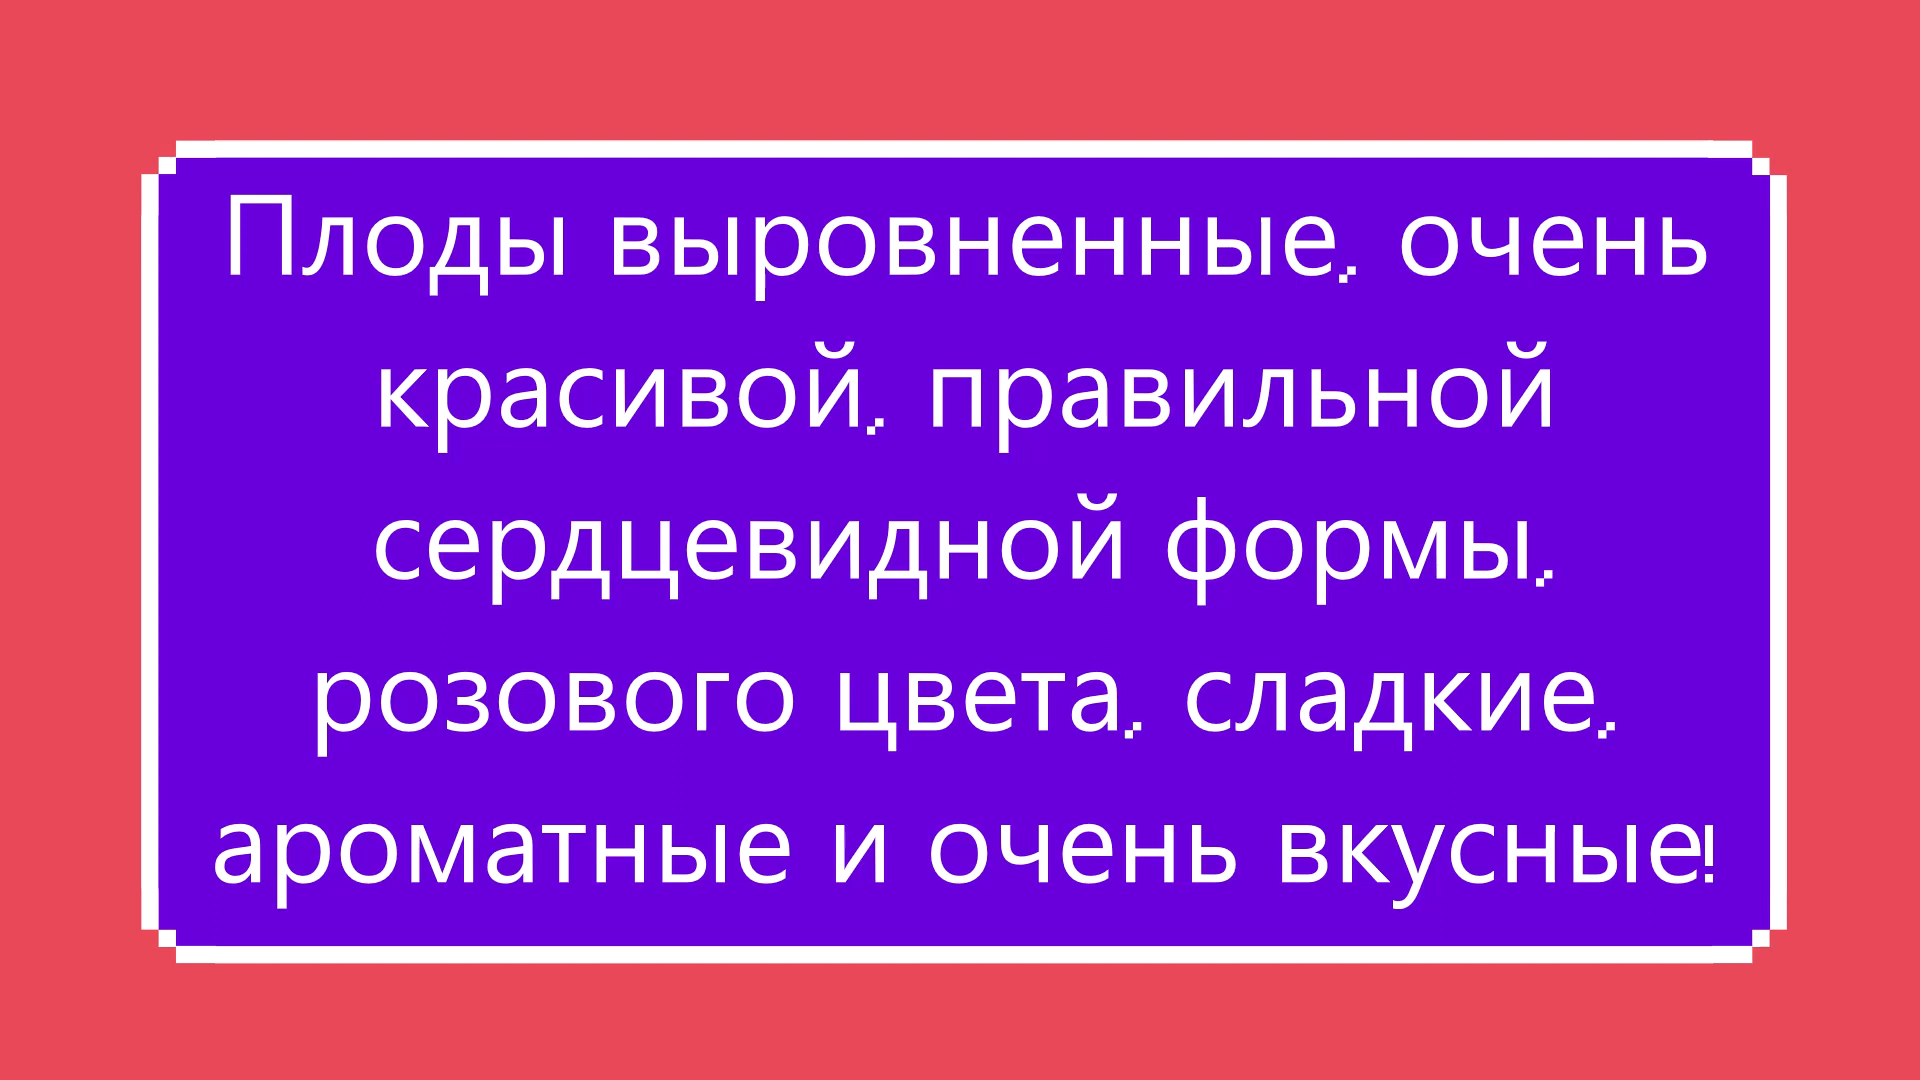 Плоды выровненные, очень
красивой, правильной
сердцевидной формы,
розового цвета, сладкие,
ароматные и очень вкусные!